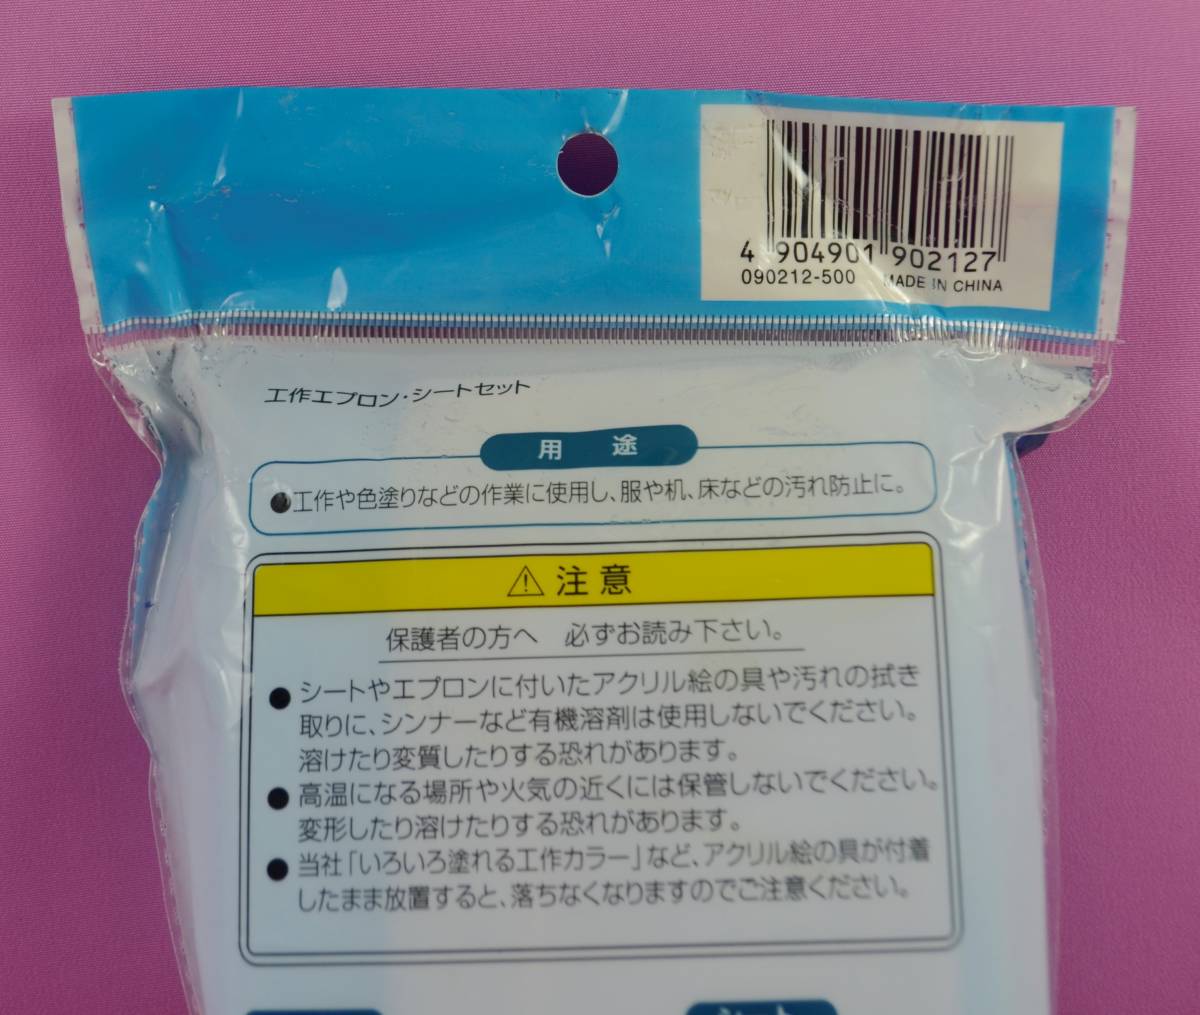 4 904901 902127
090212-500 MADE IN CHINA
工作エプロン・シートセット
用 途
●工作や色塗りなどの作業に使用し、服や机、床などの汚れ防止に。
⚠注意
保護者の方へ 必ずお読み下さい。
●シートやエプロンに付いたアクリル絵の具や汚れの拭き
取りに、シンナーなど有機溶剤は使用しないでください。
溶けたり変質したりする恐れがあります。
●高温になる場所や火気の近くには保管しないでください。
変形したり溶けたりする恐れがあります。
●当社「いろいろ塗れる工作カラー」など、アクリル絵の具が付着
したまま放置すると、落ちなくなりますのでご注意ください。